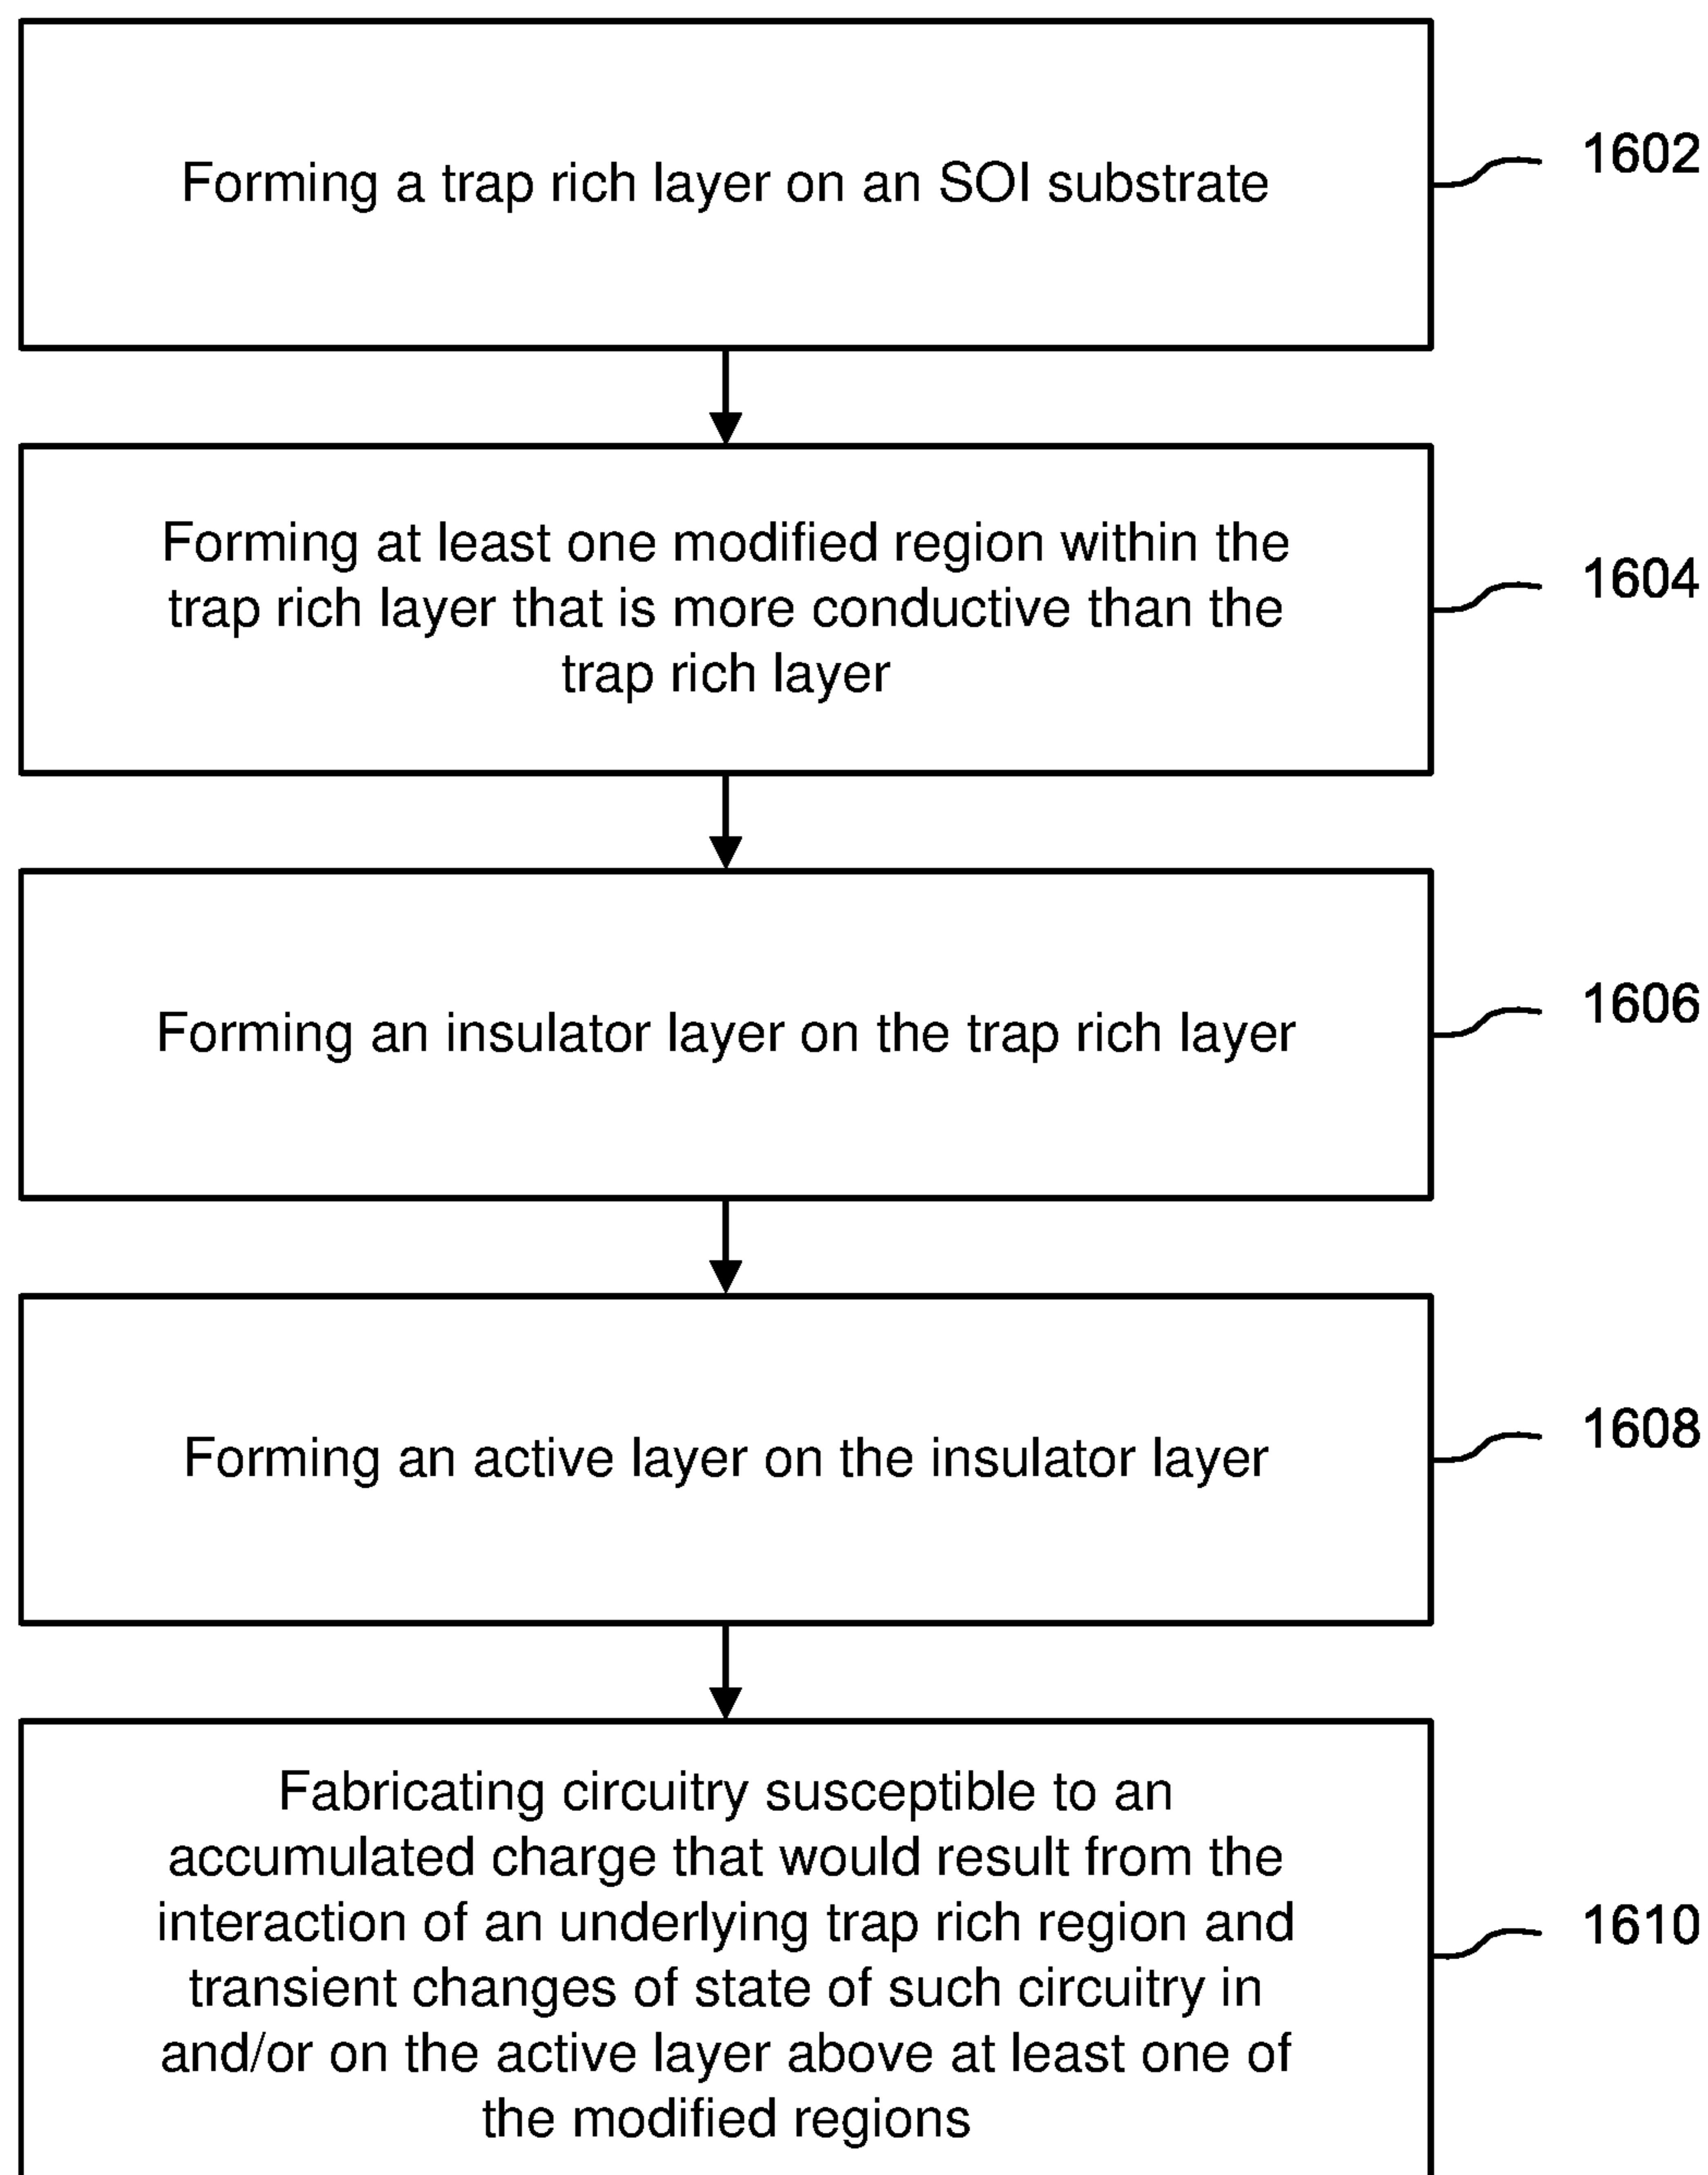 Forming a trap rich layer on an SOI substrate
1602
Forming at least one modified region within the
trap rich layer that is more conductive than the
trap rich layer
1604
Forming an insulator layer on the trap rich layer
1606
Forming an active layer on the insulator layer
1608
Fabricating circuitry susceptible to an
accumulated charge that would result from the
interaction of an underlying trap rich region and
transient changes of state of such circuitry in
and/or on the active layer above at least one of
the modified regions
1610